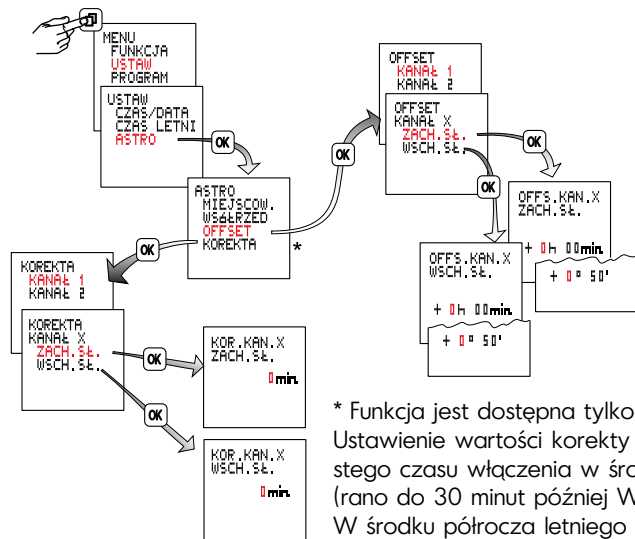 MENU
FUNKCJA
USTAW
PROGRAM
USTAW
CZAS/DATA
CZAS LETNI
ASTRO
OK
ASTRO
MIEJSCOW.
WSPÓŁRZED
OFFSET
KOREKTA
*
OK
OFFSET
KANAŁ 1
KANAŁ 2
OFFSET
KANAŁ X
ZACH.SŁ.
WSCH.SŁ.
OK
OK
OFFS.KAN.X
ZACH.SŁ.
+ 0h 00min.
+ 0° 50'
OFFS.KAN.X
WSCH.SŁ.
+ 0h 00min.
+ 0° 50'
OK
KOREKTA
KANAŁ 1
KANAŁ 2
KOREKTA
KANAŁ X
ZACH.SŁ.
WSCH.SŁ.
OK
KOR.KAN.X
ZACH.SŁ.
0min.
OK
KOR.KAN.X
WSCH.SŁ.
0min.
* Funkcja jest dostępna tylko
Ustawienie wartości korekty
stego czasu włączenia w śro
(rano do 30 minut później W
W środku półrocza letniego